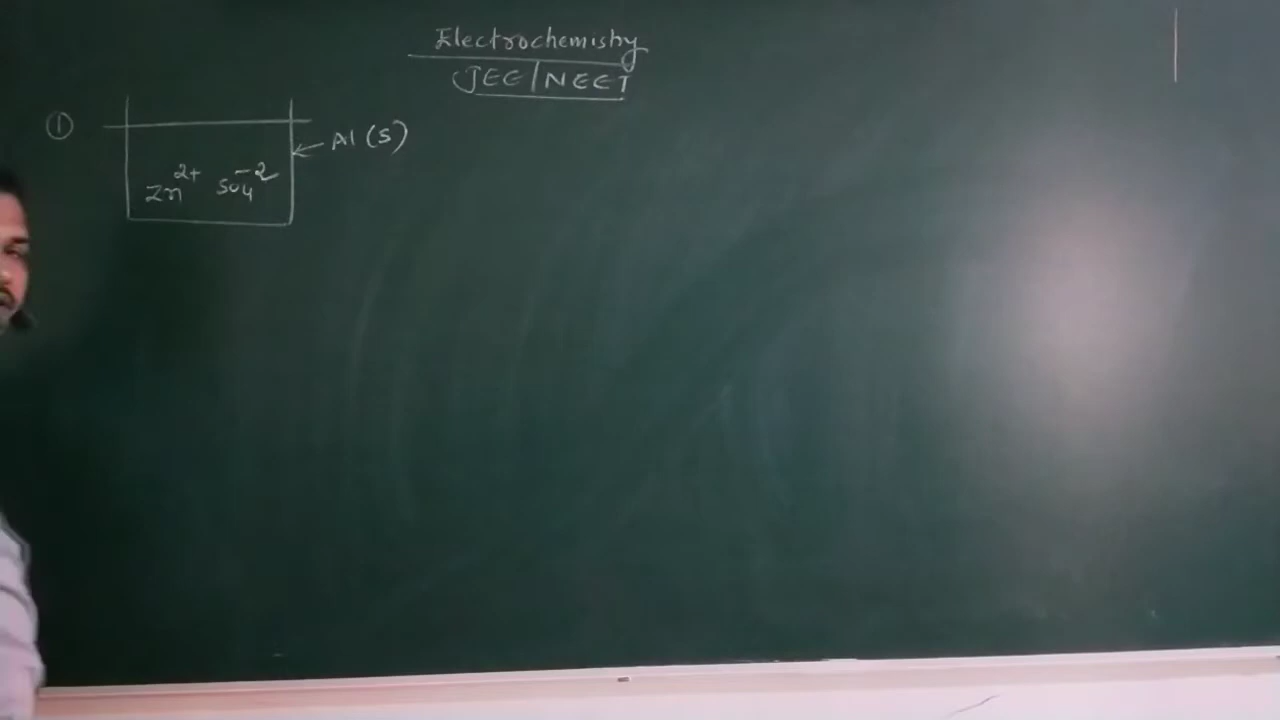 Electrochemistry
JEE/NEET
① Al(s)
Zn²⁺ SO₄⁻²